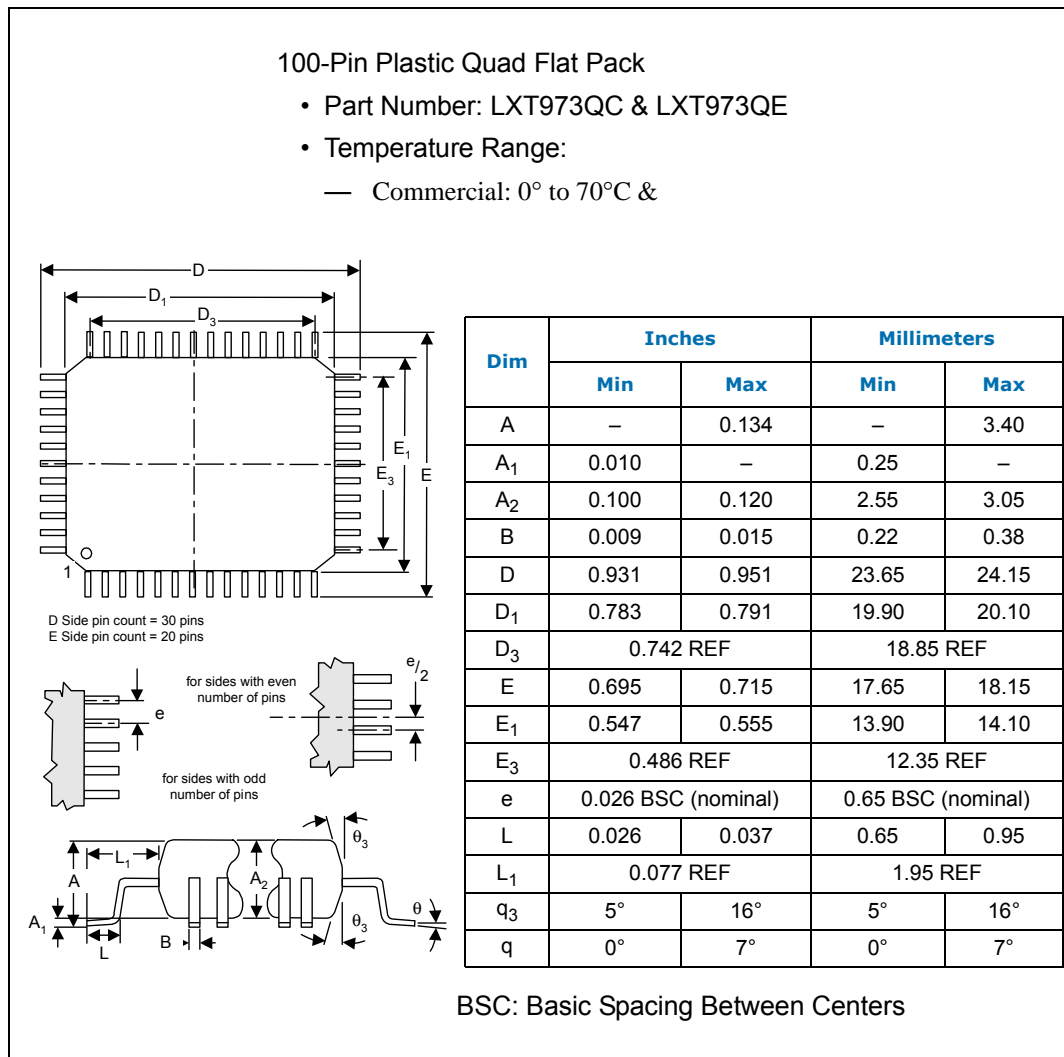 100-Pin Plastic Quad Flat Pack
• Part Number: LXT973QC & LXT973QE
• Temperature Range:
— Commercial: 0° to 70°C &
D
D1
D3
E1
E3
E
1
D Side pin count = 30 pins
E Side pin count = 20 pins
e
for sides with even
number of pins
e/2
for sides with odd
number of pins
L1
A
A2
θ3
A1
L
B
θ3
θ
Dim Inches Millimeters
Min Max Min Max
A – 0.134 – 3.40
A1 0.010 – 0.25 –
A2 0.100 0.120 2.55 3.05
B 0.009 0.015 0.22 0.38
D 0.931 0.951 23.65 24.15
D1 0.783 0.791 19.90 20.10
D3 0.742 REF 18.85 REF
E 0.695 0.715 17.65 18.15
E1 0.547 0.555 13.90 14.10
E3 0.486 REF 12.35 REF
e 0.026 BSC (nominal) 0.65 BSC (nominal)
L 0.026 0.037 0.65 0.95
L1 0.077 REF 1.95 REF
q3 5° 16° 5° 16°
q 0° 7° 0° 7°
BSC: Basic Spacing Between Centers